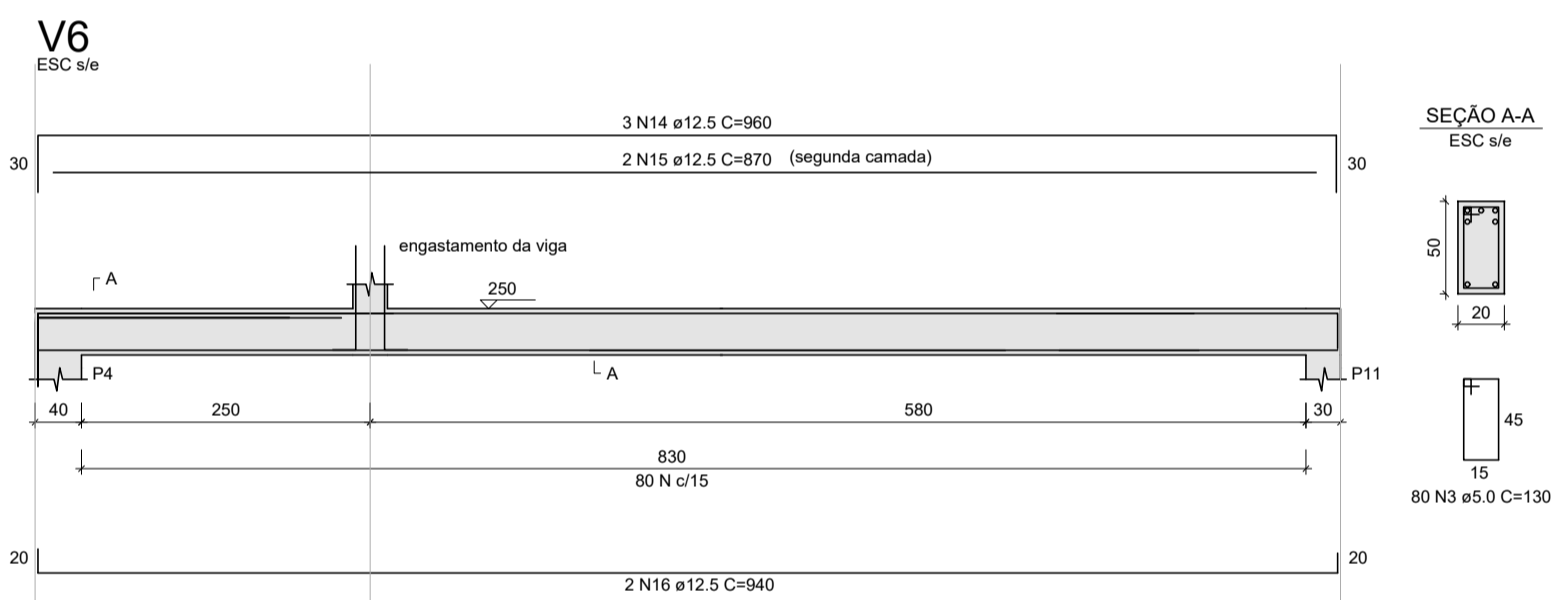 V6
ESC s/e
3 N14 ø12.5 C=960
30
2 N15 ø12.5 C=870 (segunda camada)
30
engastamento da viga
A
250
P4
A
P11
40
250
580
30
830
80 N c/15
20
20
2 N16 ø12.5 C=940
SEÇÃO A-A
ESC s/e
50
20
45
15
80 N3 ø5.0 C=130